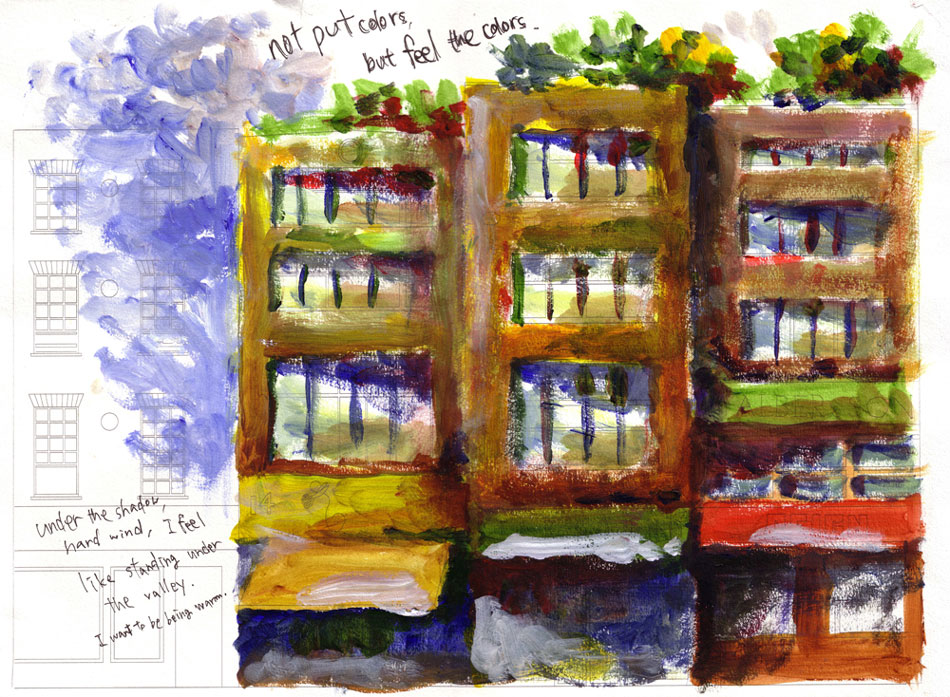 not put colors,
but feel the colors.
under the shadow,
hard wind, I feel
like standing under
the valley.
I want to be being warm.